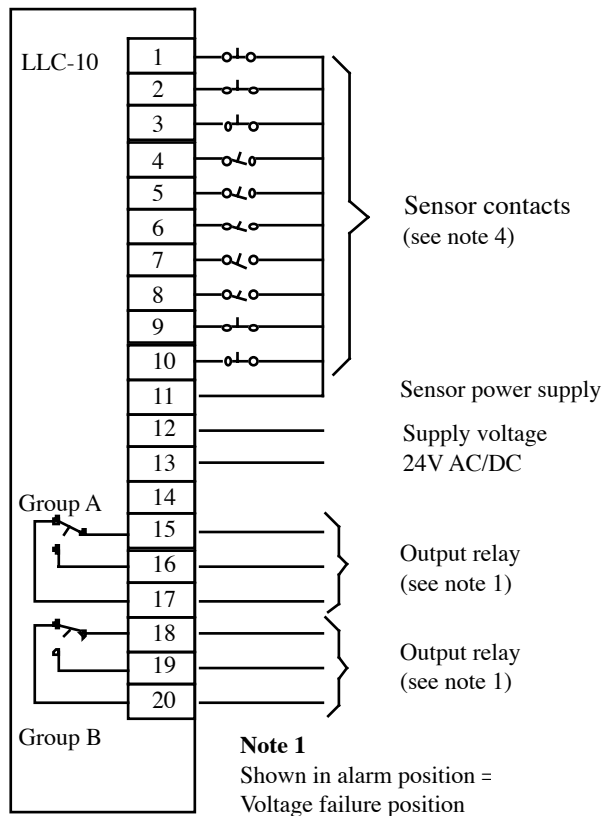 LLC-10
1
2
3
4
5
6
7
8
9
10
11
12
13
14
15
16
17
18
19
20
Sensor contacts
(see note 4)
Sensor power supply
Supply voltage
24V AC/DC
Group A
Output relay
(see note 1)
Output relay
(see note 1)
Group B
Note 1
Shown in alarm position =
Voltage failure position